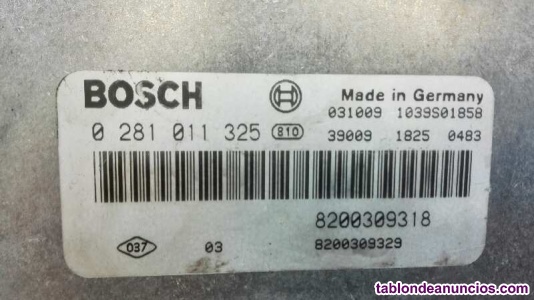 BOSCH
Made in Germany
031009 1039S01858
0 281 011 325 810
39009 1825 0483
8200309318
037 03 8200309329
tablondeanuncios.com